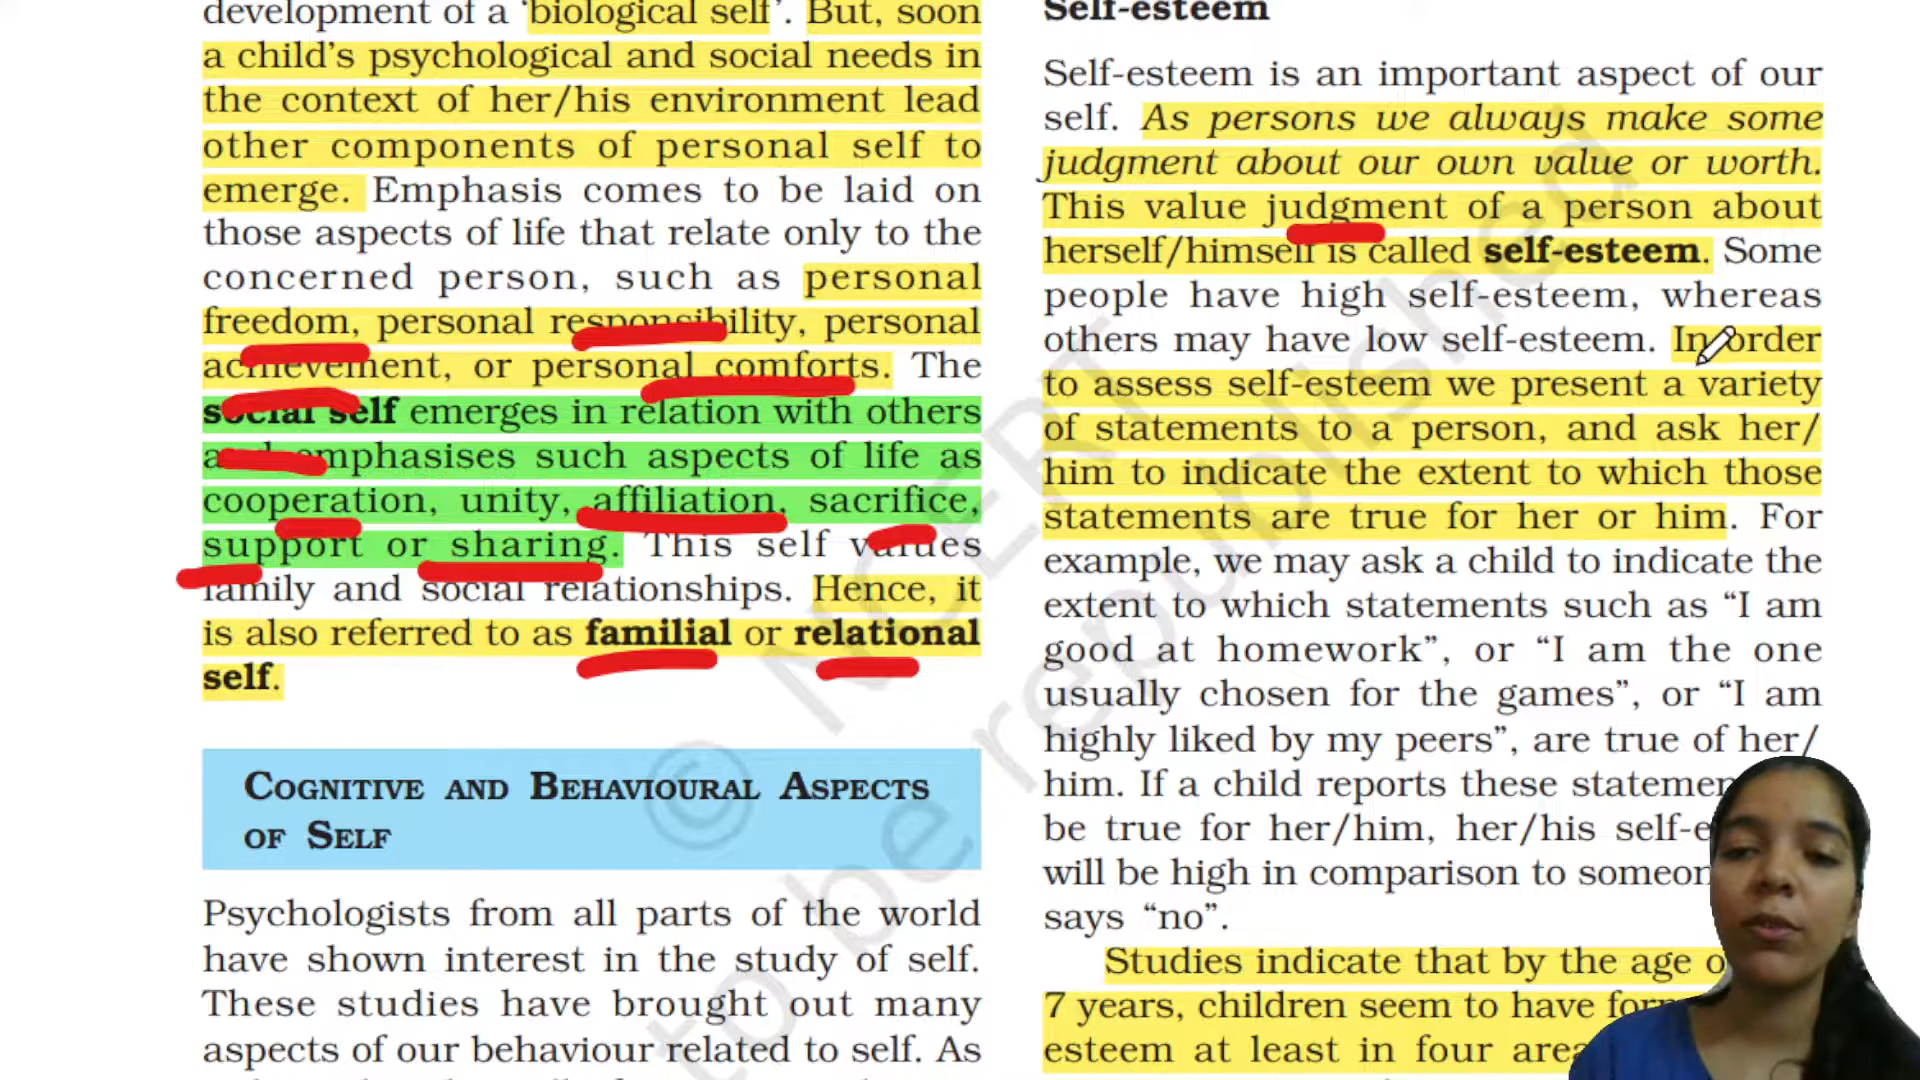 development of a ‘biological self’. But, soon
a child’s psychological and social needs in
the context of her/his environment lead
other components of personal self to
emerge. Emphasis comes to be laid on
those aspects of life that relate only to the
concerned person, such as personal
freedom, personal responsibility, personal
achievement, or personal comforts. The
social self emerges in relation with others
and emphasises such aspects of life as
cooperation, unity, affiliation, sacrifice,
support or sharing. This self values
family and social relationships. Hence, it
is also referred to as familial or relational
self.
COGNITIVE AND BEHAVIOURAL ASPECTS
OF SELF
Psychologists from all parts of the world
have shown interest in the study of self.
These studies have brought out many
aspects of our behaviour related to self. As
Self-esteem
Self-esteem is an important aspect of our
self. As persons we always make some
judgment about our own value or worth.
This value judgment of a person about
herself/himself is called self-esteem. Some
people have high self-esteem, whereas
others may have low self-esteem. In order
to assess self-esteem we present a variety
of statements to a person, and ask her/
him to indicate the extent to which those
statements are true for her or him. For
example, we may ask a child to indicate the
extent to which statements such as “I am
good at homework”, or “I am the one
usually chosen for the games”, or “I am
highly liked by my peers”, are true of her/
him. If a child reports these
be true for her/him, her/his
will be high in comparison to
says “no”.
Studies indicate that by the age
7 years, children seem to have
esteem at least in four
© NCERT
to be republished